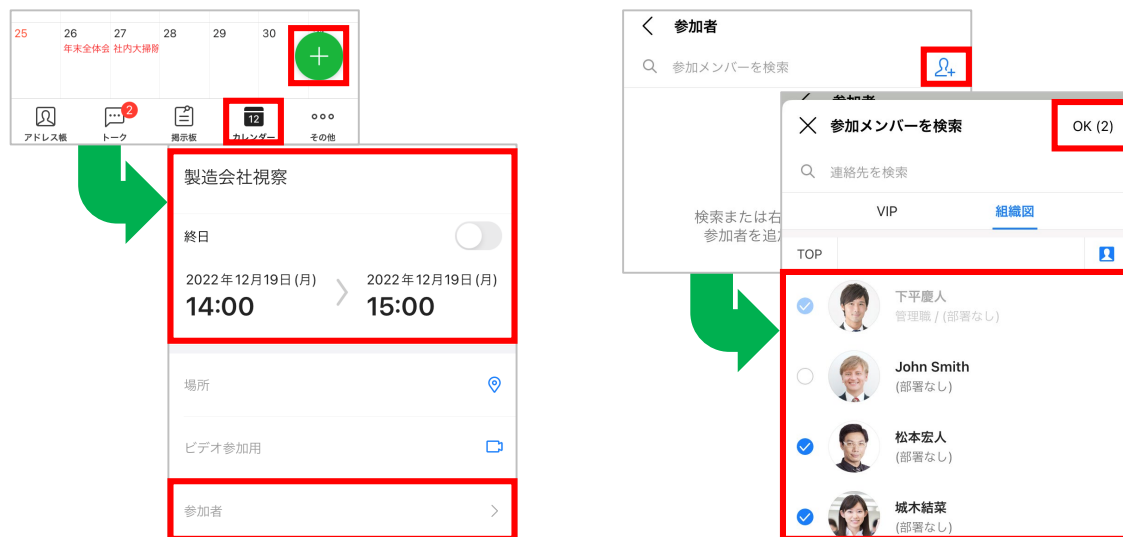 25 26 27 28 29 30
年末全体会 社内大掃除
2
12
アドレス帳 トーク 掲示板 カレンダー その他
製造会社視察
終日
2022年12月19日(月) 2022年12月19日(月)
14:00 15:00
場所
ビデオ参加用
参加者
参加者
参加メンバーを検索
検索または右
参加者を追
参加者
参加メンバーを検索 OK (2)
連絡先を検索
VIP 組織図
TOP
下平慶人
管理職 / (部署なし)
John Smith
(部署なし)
松本宏人
(部署なし)
城木結菜
(部署なし)